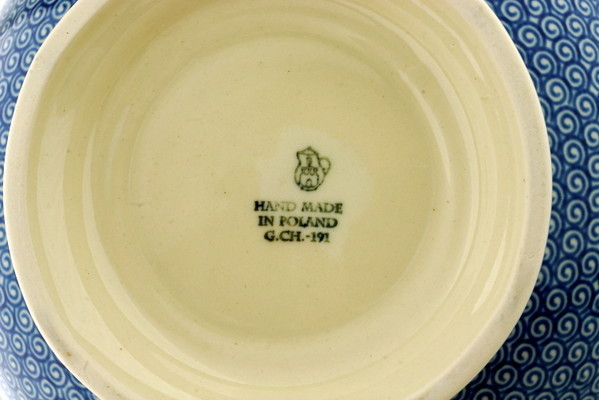 HAND MADE
IN POLAND
G.CH.-191